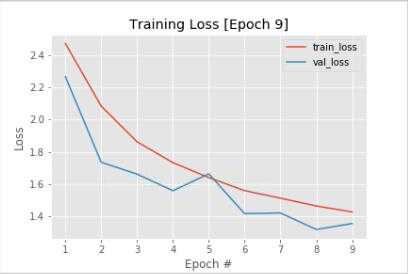 Training Loss [Epoch 9]
train_loss
val_loss
2.4
2.2
2.0
1.8
1.6
1.4
Loss
1 2 3 4 5 6 7 8 9
Epoch #